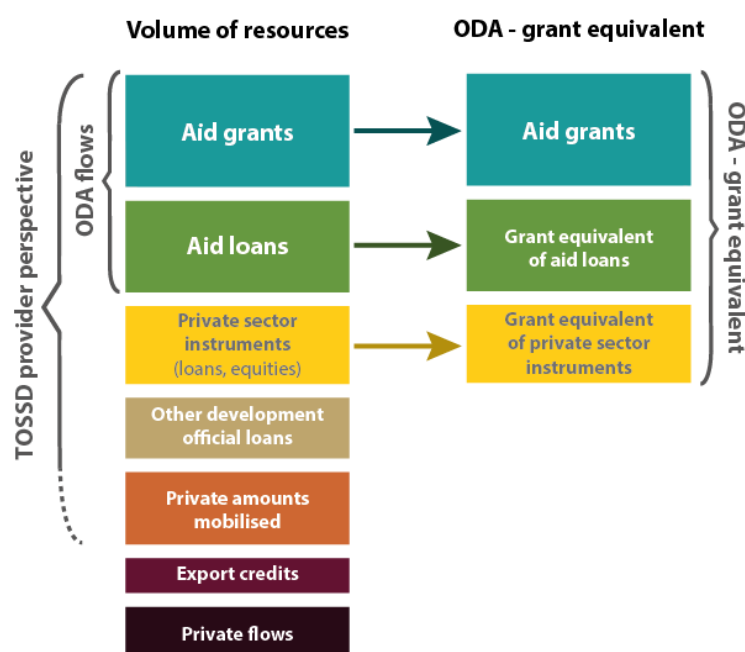 Volume of resources
ODA - grant equivalent
TOSSD provider perspective
ODA flows
Aid grants
Aid grants
Aid loans
Grant equivalent
of aid loans
Private sector
instruments
(loans, equities)
Grant equivalent
of private sector
instruments
ODA - grant equivalent
Other development
official loans
Private amounts
mobilised
Export credits
Private flows